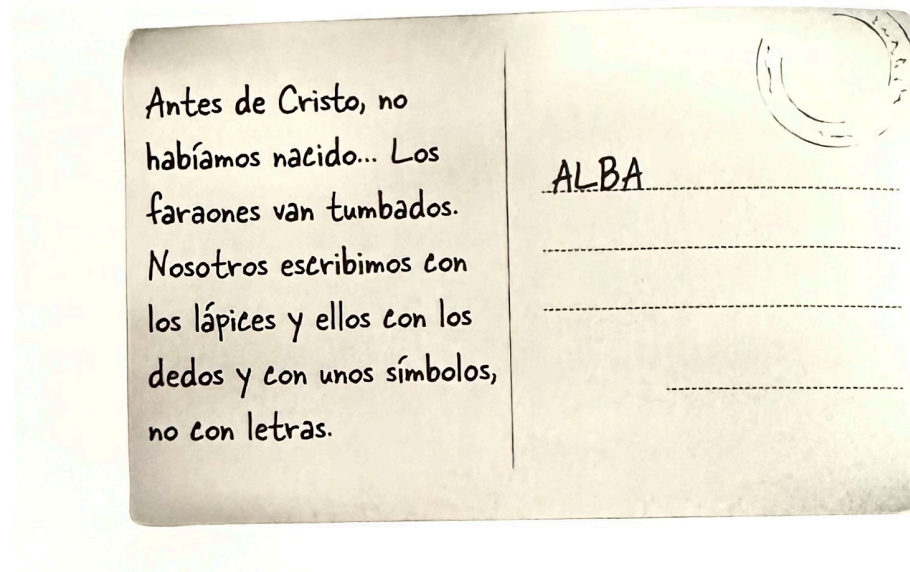 Antes de Cristo, no
habíamos nacido... Los
faraones van tumbados.
Nosotros escribimos con
los lápices y ellos con los
dedos y con unos símbolos,
no con letras.
ALBA